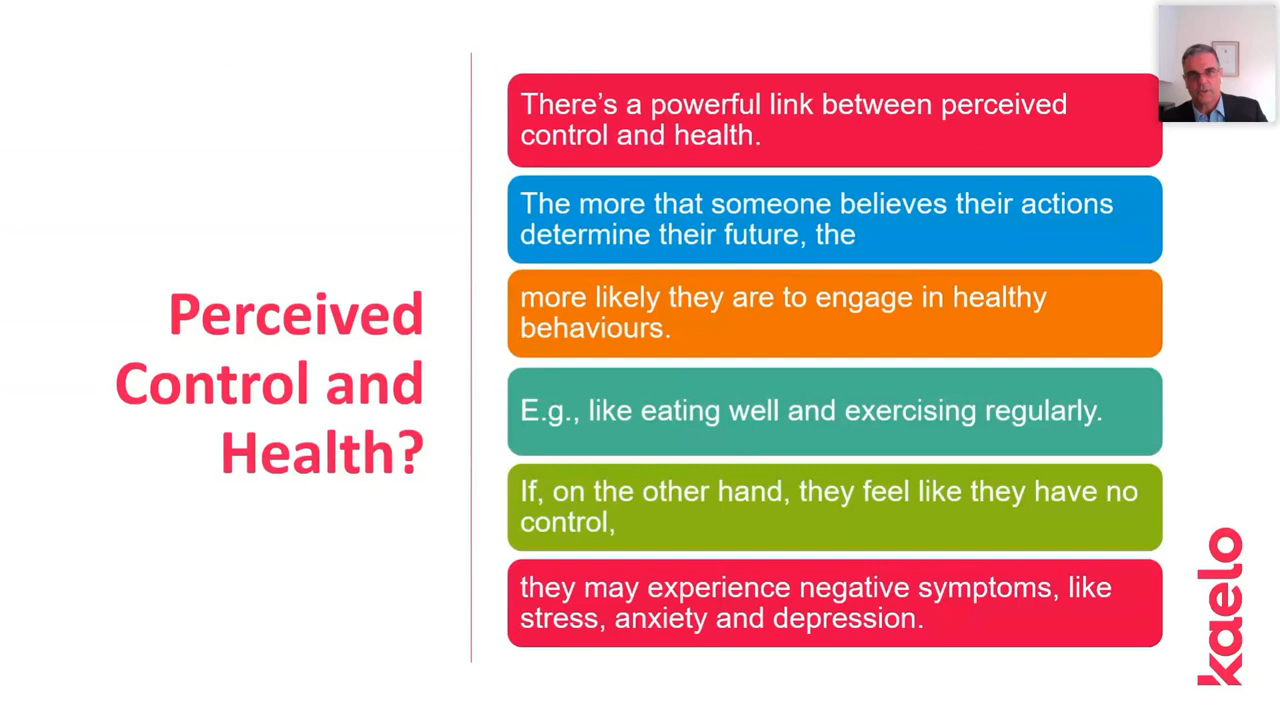 Perceived
Control and
Health?
There's a powerful link between perceived
control and health.
The more that someone believes their actions
determine their future, the
more likely they are to engage in healthy
behaviours.
E.g., like eating well and exercising regularly.
If, on the other hand, they feel like they have no
control,
they may experience negative symptoms, like
stress, anxiety and depression.
kaelo